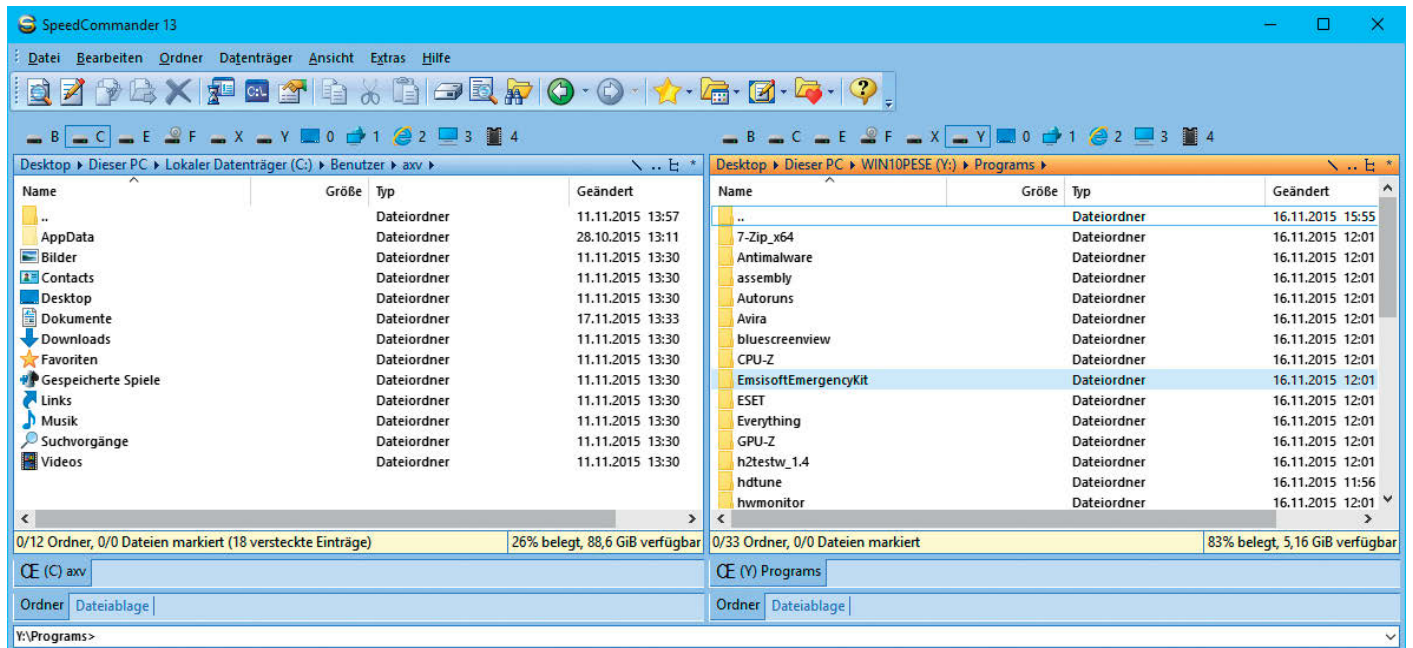 SpeedCommander 13
Datei Bearbeiten Ordner Datenträger Ansicht Extras Hilfe
C:\
B C E F X Y 0 1 2 3 4
B C E F X Y 0 1 2 3 4
Desktop Dieser PC Lokaler Datenträger (C:) Benutzer axv \ .. *
Name Größe Typ Geändert
.. Dateiordner 11.11.2015 13:57
AppData Dateiordner 28.10.2015 13:11
Bilder Dateiordner 11.11.2015 13:30
Contacts Dateiordner 11.11.2015 13:30
Desktop Dateiordner 11.11.2015 13:30
Dokumente Dateiordner 17.11.2015 13:33
Downloads Dateiordner 11.11.2015 13:30
Favoriten Dateiordner 11.11.2015 13:30
Gespeicherte Spiele Dateiordner 11.11.2015 13:30
Links Dateiordner 11.11.2015 13:30
Musik Dateiordner 11.11.2015 13:30
Suchvorgänge Dateiordner 11.11.2015 13:30
Videos Dateiordner 11.11.2015 13:30
0/12 Ordner, 0/0 Dateien markiert (18 versteckte Einträge) 26% belegt, 88,6 GiB verfügbar
Œ (C) axv
Ordner Dateiablage
Desktop Dieser PC WIN10PESE (Y:) Programs \ .. *
Name Größe Typ Geändert
.. Dateiordner 16.11.2015 15:55
7-Zip_x64 Dateiordner 16.11.2015 12:01
Antimalware Dateiordner 16.11.2015 12:01
assembly Dateiordner 16.11.2015 12:01
Autoruns Dateiordner 16.11.2015 12:01
Avira Dateiordner 16.11.2015 12:01
bluescreenview Dateiordner 16.11.2015 12:01
CPU-Z Dateiordner 16.11.2015 12:01
EmsisoftEmergencyKit Dateiordner 16.11.2015 12:01
ESET Dateiordner 16.11.2015 12:01
Everything Dateiordner 16.11.2015 12:01
GPU-Z Dateiordner 16.11.2015 12:01
h2testw_1.4 Dateiordner 16.11.2015 12:01
hdtune Dateiordner 16.11.2015 11:56
hwmonitor Dateiordner 16.11.2015 12:01
0/33 Ordner, 0/0 Dateien markiert 83% belegt, 5,16 GiB verfügbar
Œ (Y) Programs
Ordner Dateiablage
Y:\Programs>